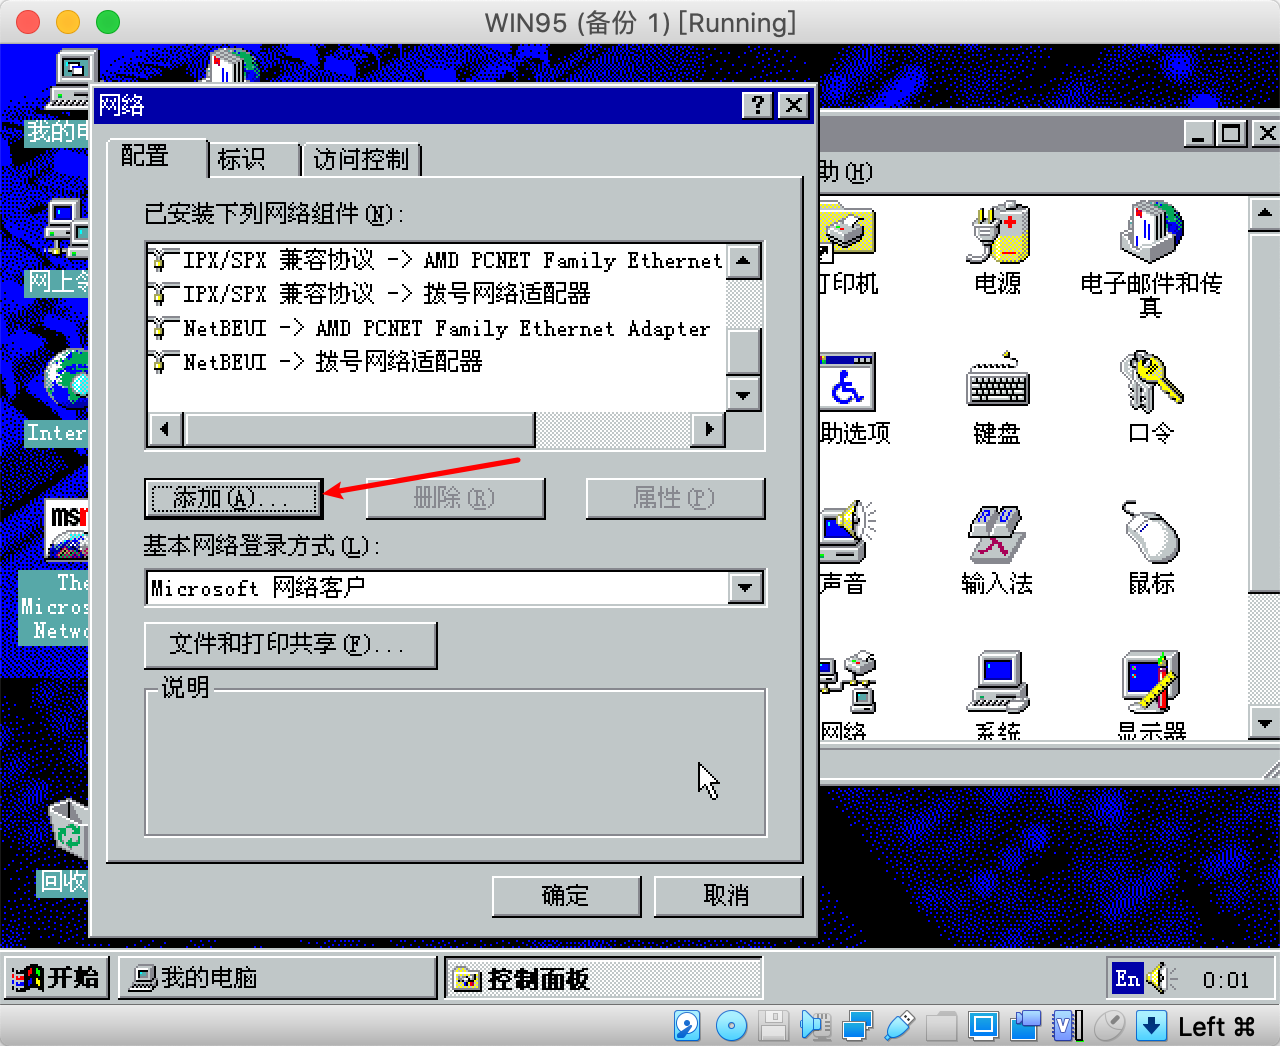 WIN95 (备份 1) [Running]
我的电
网络
配置
标识
访问控制
已安装下列网络组件(N):
IPX/SPX 兼容协议 -> AMD PCNET Family Ethernet
IPX/SPX 兼容协议 -> 拨号网络适配器
NetBEUI -> AMD PCNET Family Ethernet Adapter
NetBEUI -> 拨号网络适配器
添加(A)...
删除(R)
属性(P)
基本网络登录方式(L):
Microsoft 网络客户
文件和打印共享(F)...
说明
确定
取消
网上
Inter
msn
The
Micros
Netwo
回收
助(H)
打印机
电源
电子邮件和传
真
助选项
键盘
口令
声音
输入法
鼠标
网络
系统
显示器
开始
我的电脑
控制面板
En
0:01
V
Left ⌘